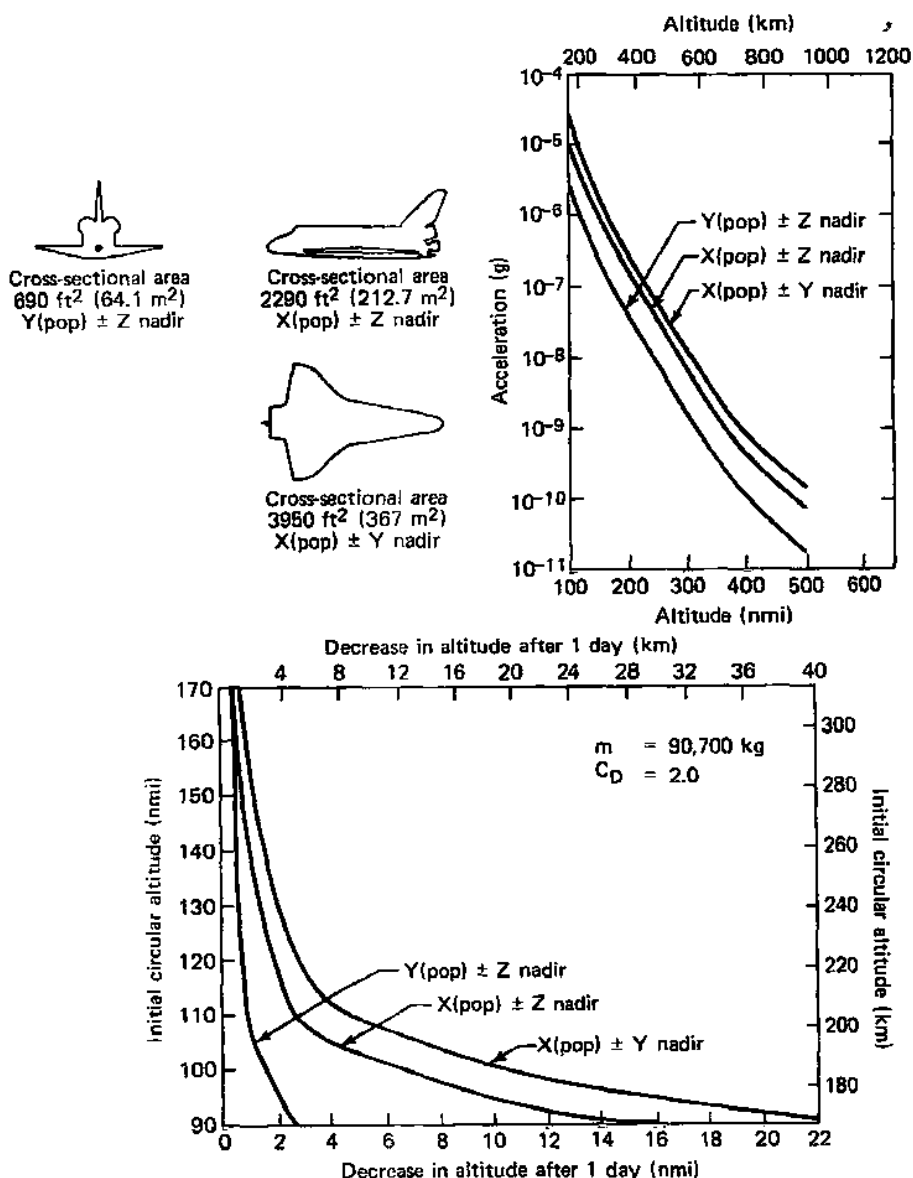 Altitude (km)
200 400 600 800 1000 1200
10⁻⁴
10⁻⁵
10⁻⁶
10⁻⁷
10⁻⁸
10⁻⁹
10⁻¹⁰
10⁻¹¹
Acceleration (g)
Y(pop) ± Z nadir
X(pop) ± Z nadir
X(pop) ± Y nadir
100 200 300 400 500 600
Altitude (nmi)
Cross-sectional area
690 ft² (64.1 m²)
Y(pop) ± Z nadir
Cross-sectional area
2290 ft² (212.7 m²)
X(pop) ± Z nadir
Cross-sectional area
3950 ft² (367 m²)
X(pop) ± Y nadir
Decrease in altitude after 1 day (km)
4 8 12 16 20 24 28 32 36 40
170
160
150
140
130
120
110
100
90
Initial circular altitude (nmi)
m = 90,700 kg
C_D = 2.0
Y(pop) ± Z nadir
X(pop) ± Z nadir
X(pop) ± Y nadir
300
280
260
240
220
200
180
Initial circular altitude (km)
0 2 4 6 8 10 12 14 16 18 20 22
Decrease in altitude after 1 day (nmi)